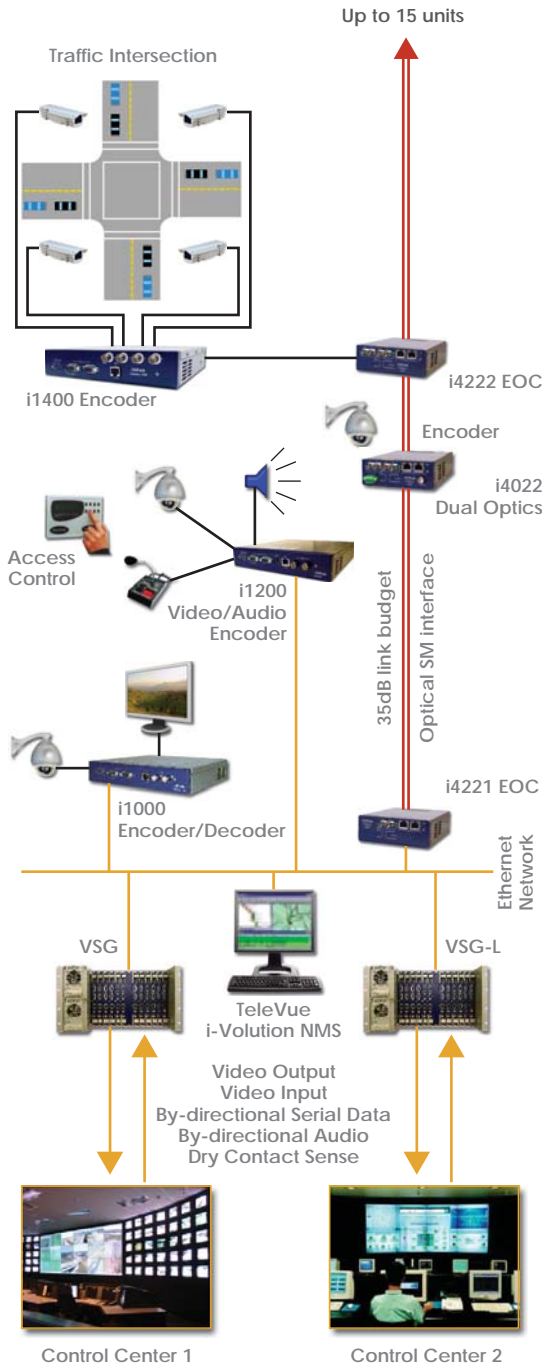 Up to 15 units
Traffic Intersection
i1400 Encoder
i4222 EOC
Encoder
i4022
Dual Optics
Access
Control
i1200
Video/Audio
Encoder
35dB link budget
Optical SM interface
i1000
Encoder/Decoder
i4221 EOC
Ethernet
Network
VSG
VSG-L
TeleVue
i-Volution NMS
Video Output
Video Input
By-directional Serial Data
By-directional Audio
Dry Contact Sense
Control Center 1
Control Center 2